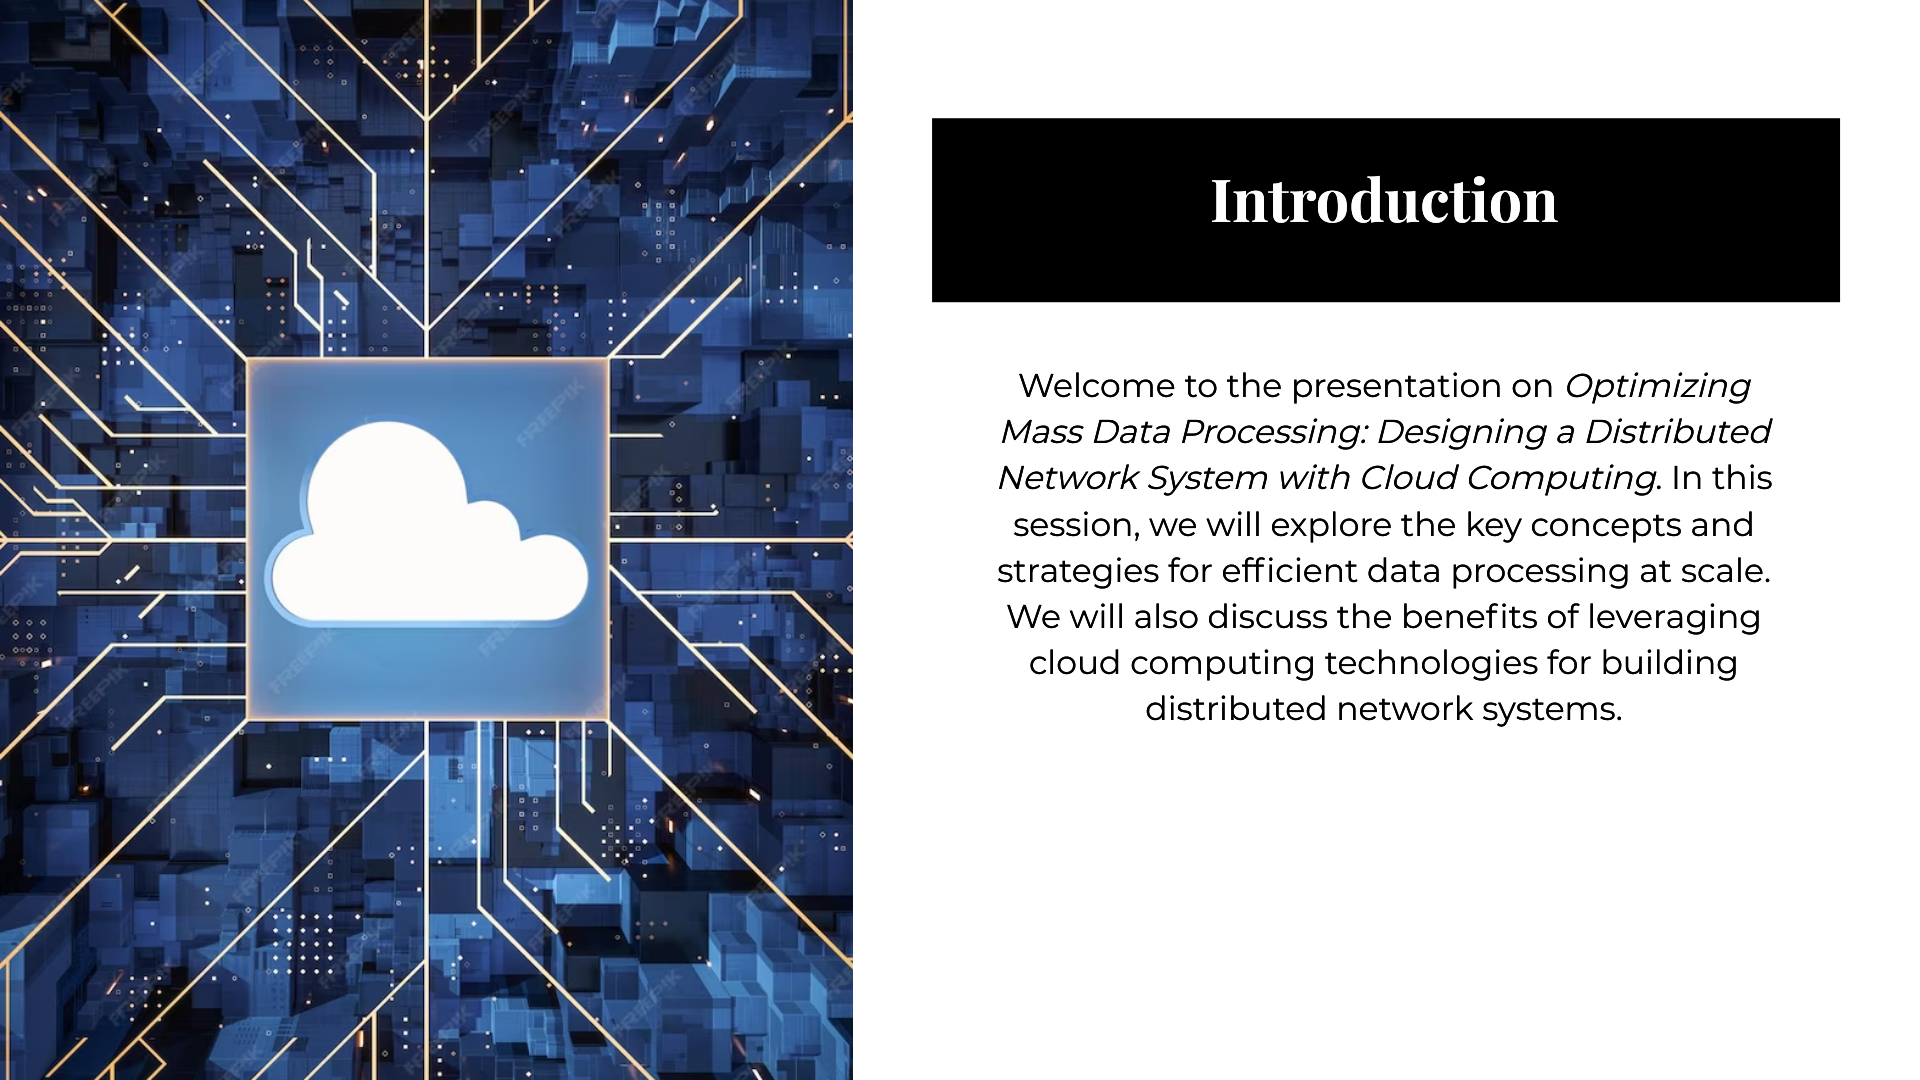 Introduction
Welcome to the presentation on Optimizing
Mass Data Processing: Designing a Distributed
Network System with Cloud Computing. In this
session, we will explore the key concepts and
strategies for efficient data processing at scale.
We will also discuss the benefits of leveraging
cloud computing technologies for building
distributed network systems.
FREEPIK